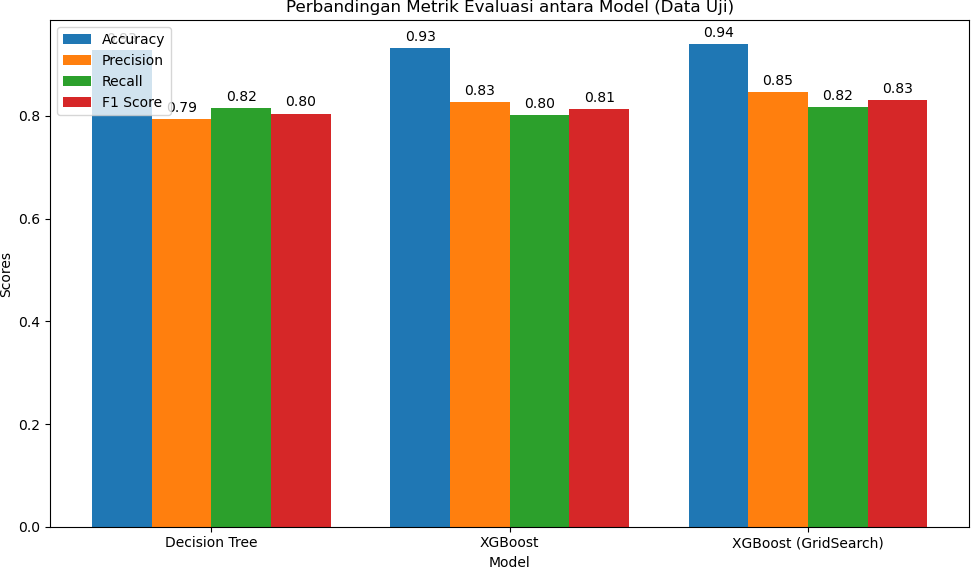 Perbandingan Metrik Evaluasi antara Model (Data Uji)
Accuracy
Precision
Recall
F1 Score
0.79
0.82
0.80
0.93
0.83
0.80
0.81
0.94
0.85
0.82
0.83
0.8
0.6
0.4
0.2
0.0
Scores
Decision Tree
XGBoost
XGBoost (GridSearch)
Model